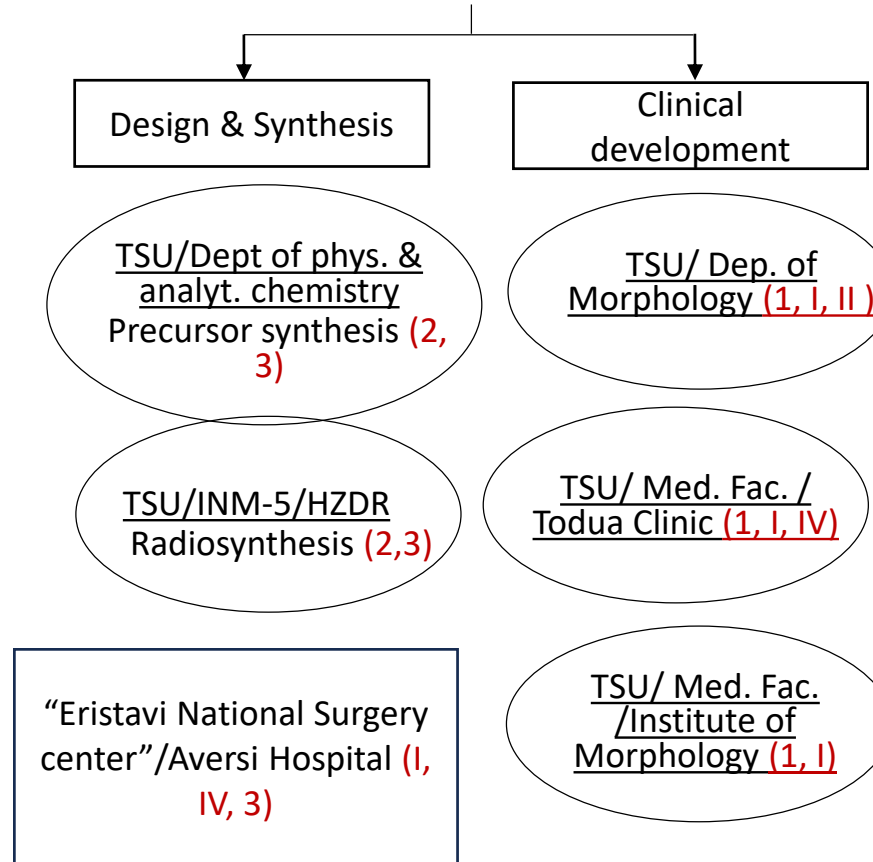 Design & Synthesis
TSU/Dept of phys. &
analyt. chemistry
Precursor synthesis (2,
3)
TSU/INM-5/HZDR
Radiosynthesis (2,3)
“Eristavi National Surgery
center”/Aversi Hospital (I,
IV, 3)
Clinical
development
TSU/ Dep. of
Morphology (1, I, II )
TSU/ Med. Fac. /
Todua Clinic (1, I, IV)
TSU/ Med. Fac.
/Institute of
Morphology (1, I)